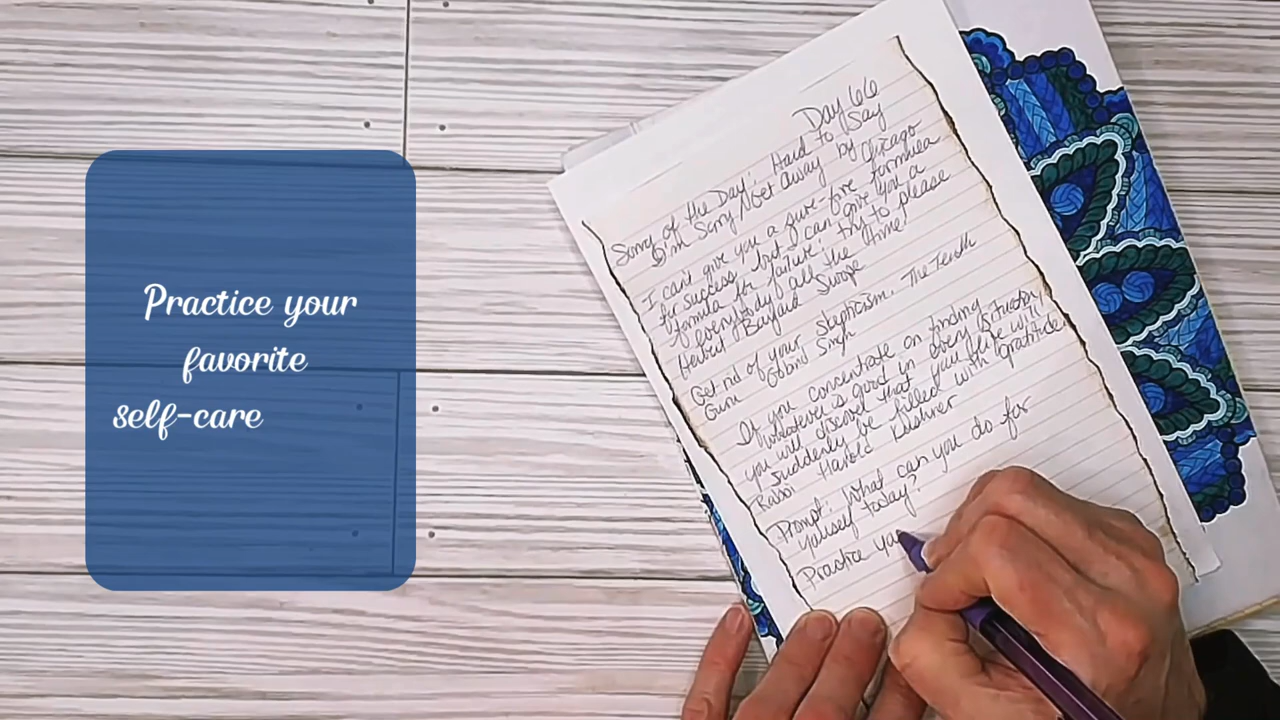 Practice your
favorite
self-care
Day 66
Song of the Day: Hard to Say
I'm Sorry/Get Away by Chicago
I can't give you a sure-fire formula
for success, but I can give you a
formula for failure: try to please
everybody all the time.
Herbert Bayard Swope
Get rid of your skepticism. The Tenth
Guru Gobind Singh
If you concentrate on finding
whatever is good in every situation
you will discover that your life will
suddenly be filled with gratitude.
Rabbi Harold Kushner
Prompt: What can you do for
yourself today?
Practice you